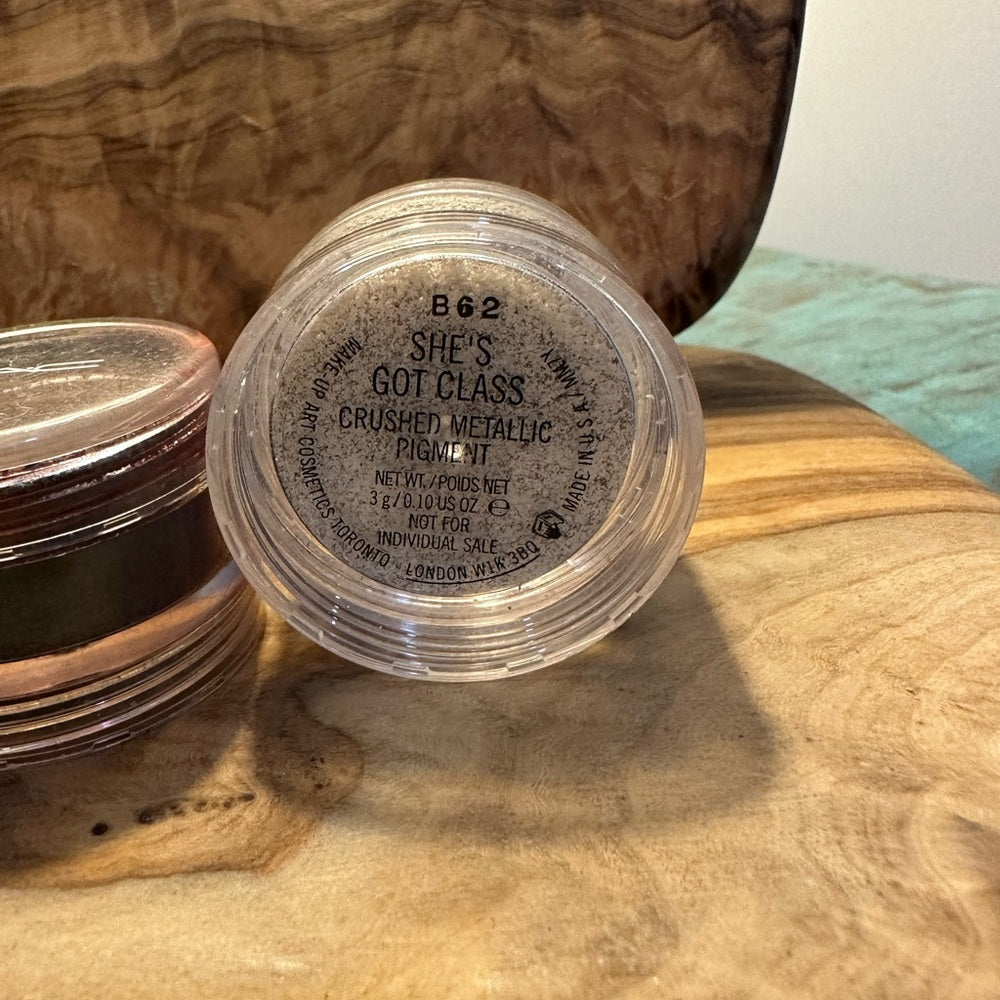 B62
SHE'S
GOT CLASS
CRUSHED METALLIC
PIGMENT
NET WT./POIDS NET
3 g/0.10 US OZ. ℮
NOT FOR
INDIVIDUAL SALE
MAKE-UP ART COSMETICS TORONTO - LONDON W1K 3BQ
MADE IN U.S.A.